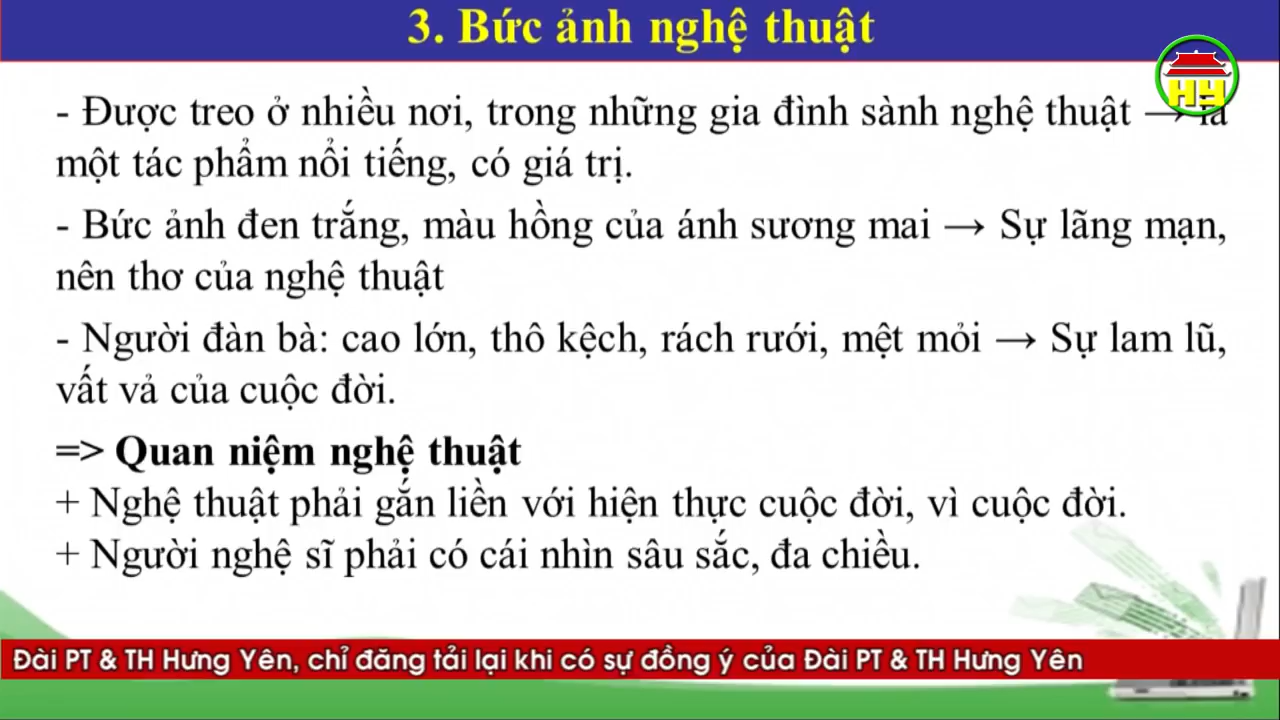 3. Bức ảnh nghệ thuật
HY
- Được treo ở nhiều nơi, trong những gia đình sành nghệ thuật → là
một tác phẩm nổi tiếng, có giá trị.
- Bức ảnh đen trắng, màu hồng của ánh sương mai → Sự lãng mạn,
nên thơ của nghệ thuật
- Người đàn bà: cao lớn, thô kệch, rách rưới, mệt mỏi → Sự lam lũ,
vất vả của cuộc đời.
=> Quan niệm nghệ thuật
+ Nghệ thuật phải gắn liền với hiện thực cuộc đời, vì cuộc đời.
+ Người nghệ sĩ phải có cái nhìn sâu sắc, đa chiều.
Đài PT & TH Hưng Yên, chỉ đăng tải lại khi có sự đồng ý của Đài PT & TH Hưng Yên